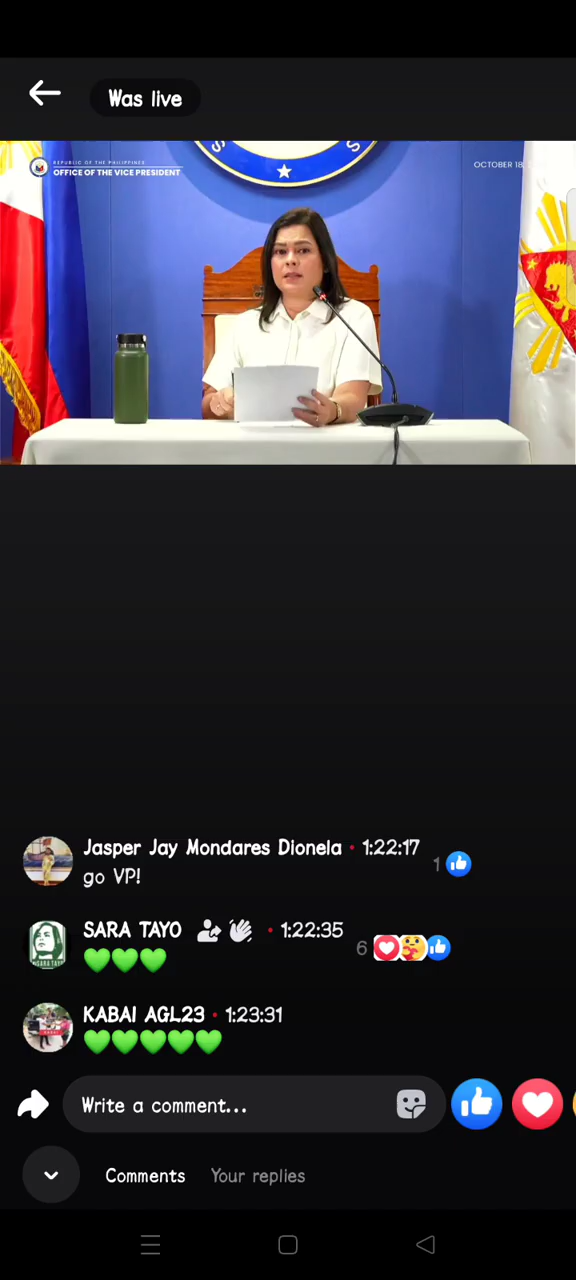 Was live
REPUBLIC OF THE PHILIPPINES
OFFICE OF THE VICE PRESIDENT
OCTOBER 18
S
S
Jasper Jay Mondares Dionela • 1:22:17
1
go VP!
SARA TAYO • 1:22:35
6
💚💚💚
SARA TAYO
KABAI AGL23 • 1:23:31
💚💚💚💚💚
Write a comment...
Comments Your replies